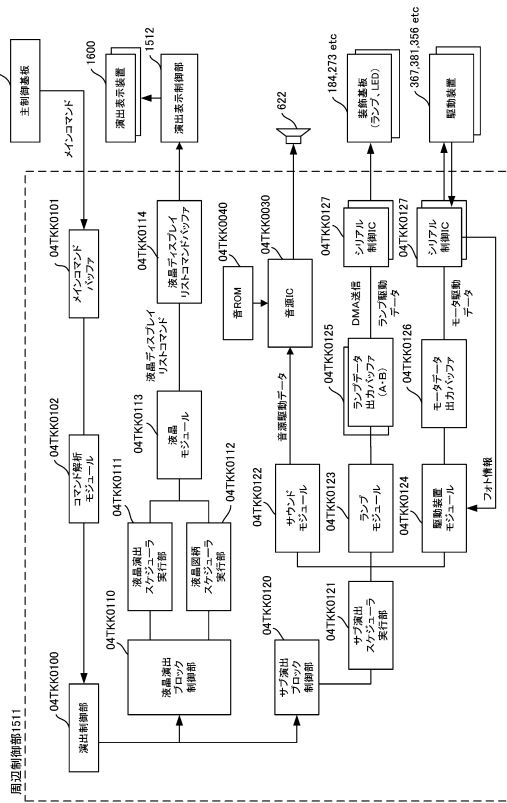 周辺制御部1511
主制御基板
メインコマンド
04TKK0101
メインコマンド
バッファ
04TKK0102
コマンド解析
モジュール
04TKK0100
演出制御部
1600
演出表示装置
1512
演出表示制御部
04TKK0114
液晶ディスプレイ
リストコマンドバッファ
液晶ディスプレイ
リストコマンド
04TKK0113
液晶
モジュール
04TKK0111
液晶演出
スケジューラ
実行部
04TKK0112
液晶図柄
スケジューラ
実行部
04TKK0110
液晶演出
ブロック
制御部
04TKK0040
音ROM
04TKK0030
音源IC
622
音源駆動データ
04TKK0122
サウンド
モジュール
04TKK0120
サブ演出
ブロック
制御部
04TKK0121
サブ演出
スケジューラ
実行部
184,273 etc
装飾基板
(ランプ、LED)
04TKK0127
シリアル
制御IC
DMA送信
ランプ駆動
データ
04TKK0125
ランプデータ
出力バッファ
(A・B)
04TKK0123
ランプ
モジュール
367,381,356 etc
駆動装置
04TKK0127
シリアル
制御IC
モータ駆動
データ
04TKK0126
モータデータ
出力バッファ
04TKK0124
駆動装置
モジュール
フォト情報